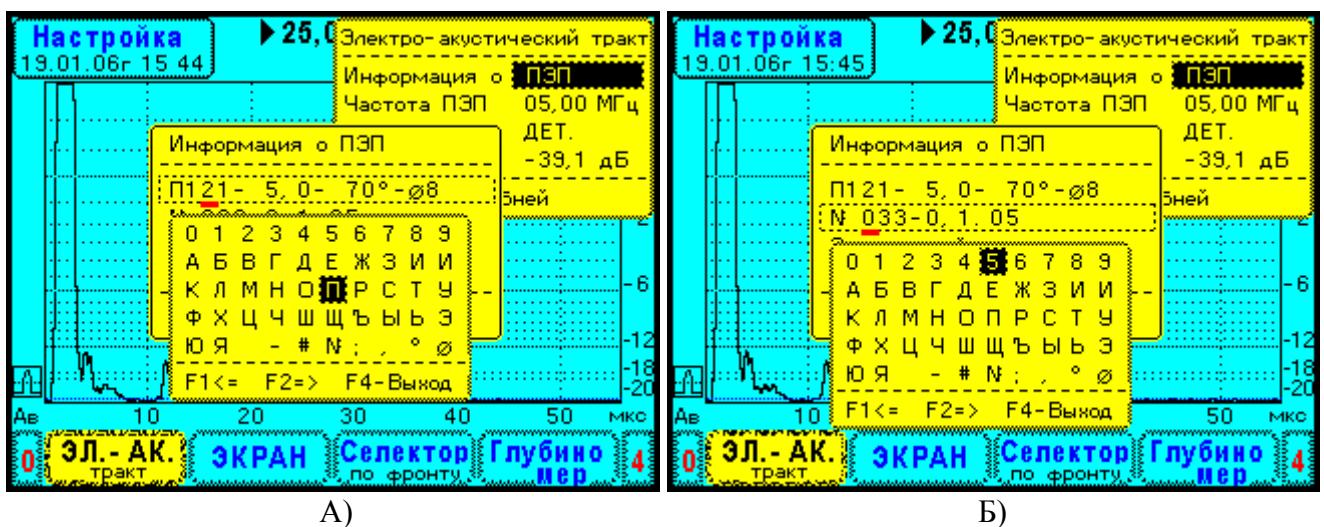 Настройка
19.01.06г 15 44
▶25,0
Электро-акустический тракт
Информация о ПЭП
Частота ПЭП 05,00 МГц
ДЕТ.
-39,1 дБ
бней
Информация о ПЭП
П121- 5,0- 70°-ø8
0 1 2 3 4 5 6 7 8 9
А Б В Г Д Е Ж З И И
К Л М Н О П Р С Т У
Ф Х Ц Ч Ш Щ Ъ Ы Ь Э
Ю Я - # № ; , ° ø
F1<= F2=> F4-Выход
-6
-12
-18
-20
Ав 10 20 30 40 50 мкс
0 ЭЛ.- АК. тракт ЭКРАН Селектор по фронту Глубино мер 4
А)
Настройка
19.01.06г 15:45
▶25,0
Электро-акустический тракт
Информация о ПЭП
Частота ПЭП 05,00 МГц
ДЕТ.
-39,1 дБ
бней
Информация о ПЭП
П121- 5,0- 70°-ø8
№ 033-0,1.05
0 1 2 3 4 5 6 7 8 9
А Б В Г Д Е Ж З И И
К Л М Н О П Р С Т У
Ф Х Ц Ч Ш Щ Ъ Ы Ь Э
Ю Я - # № ; , ° ø
F1<= F2=> F4-Выход
-6
-12
-18
-20
Ав 10 50 мкс
0 ЭЛ.- АК. тракт ЭКРАН Селектор по фронту Глубино мер 4
Б)